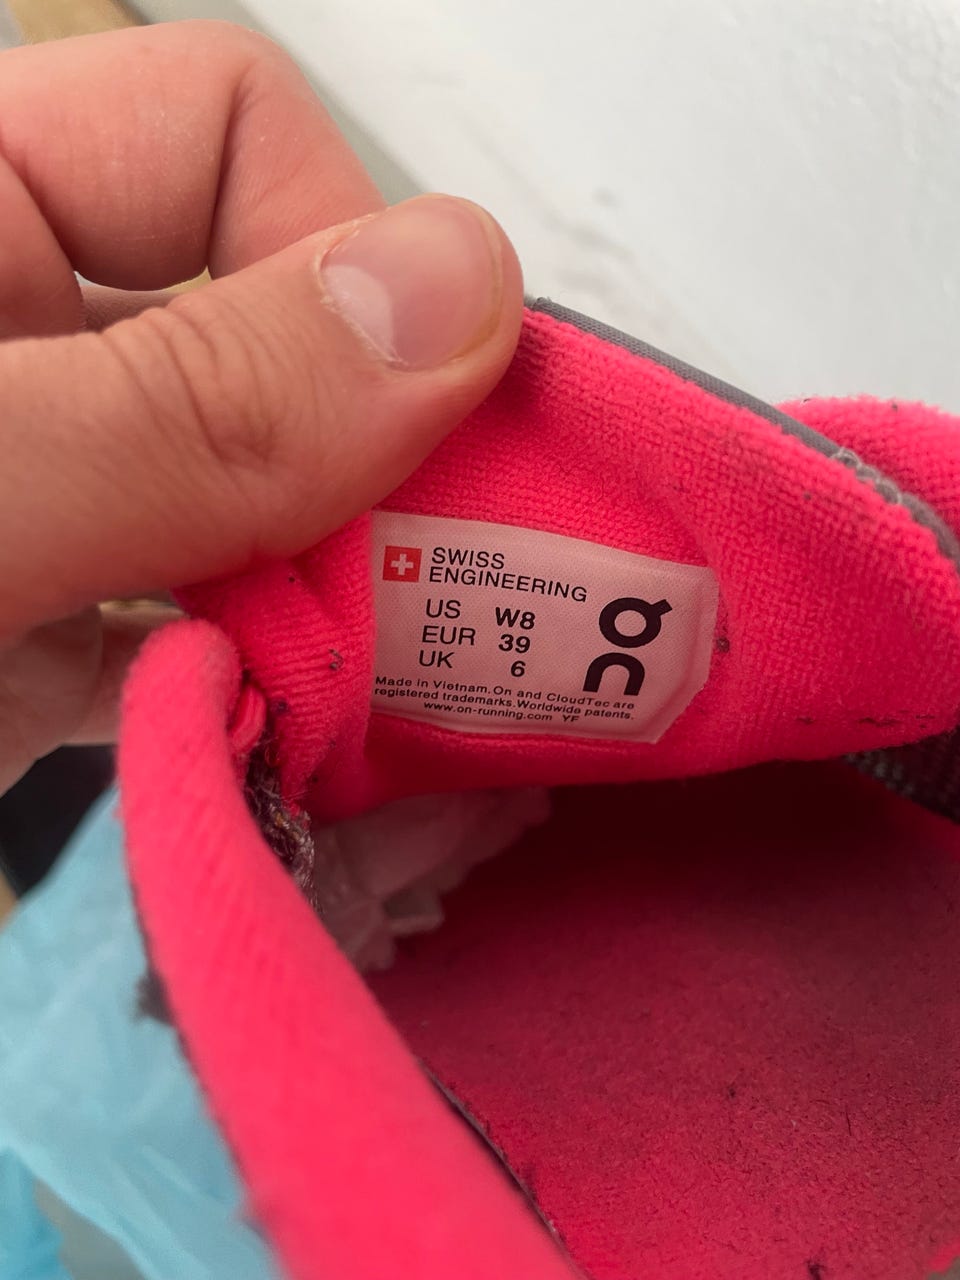 SWISS
ENGINEERING
US W8
EUR 39
UK 6
On
Made in Vietnam. On and CloudTec are
registered trademarks. Worldwide patents.
www.on-running.com YF